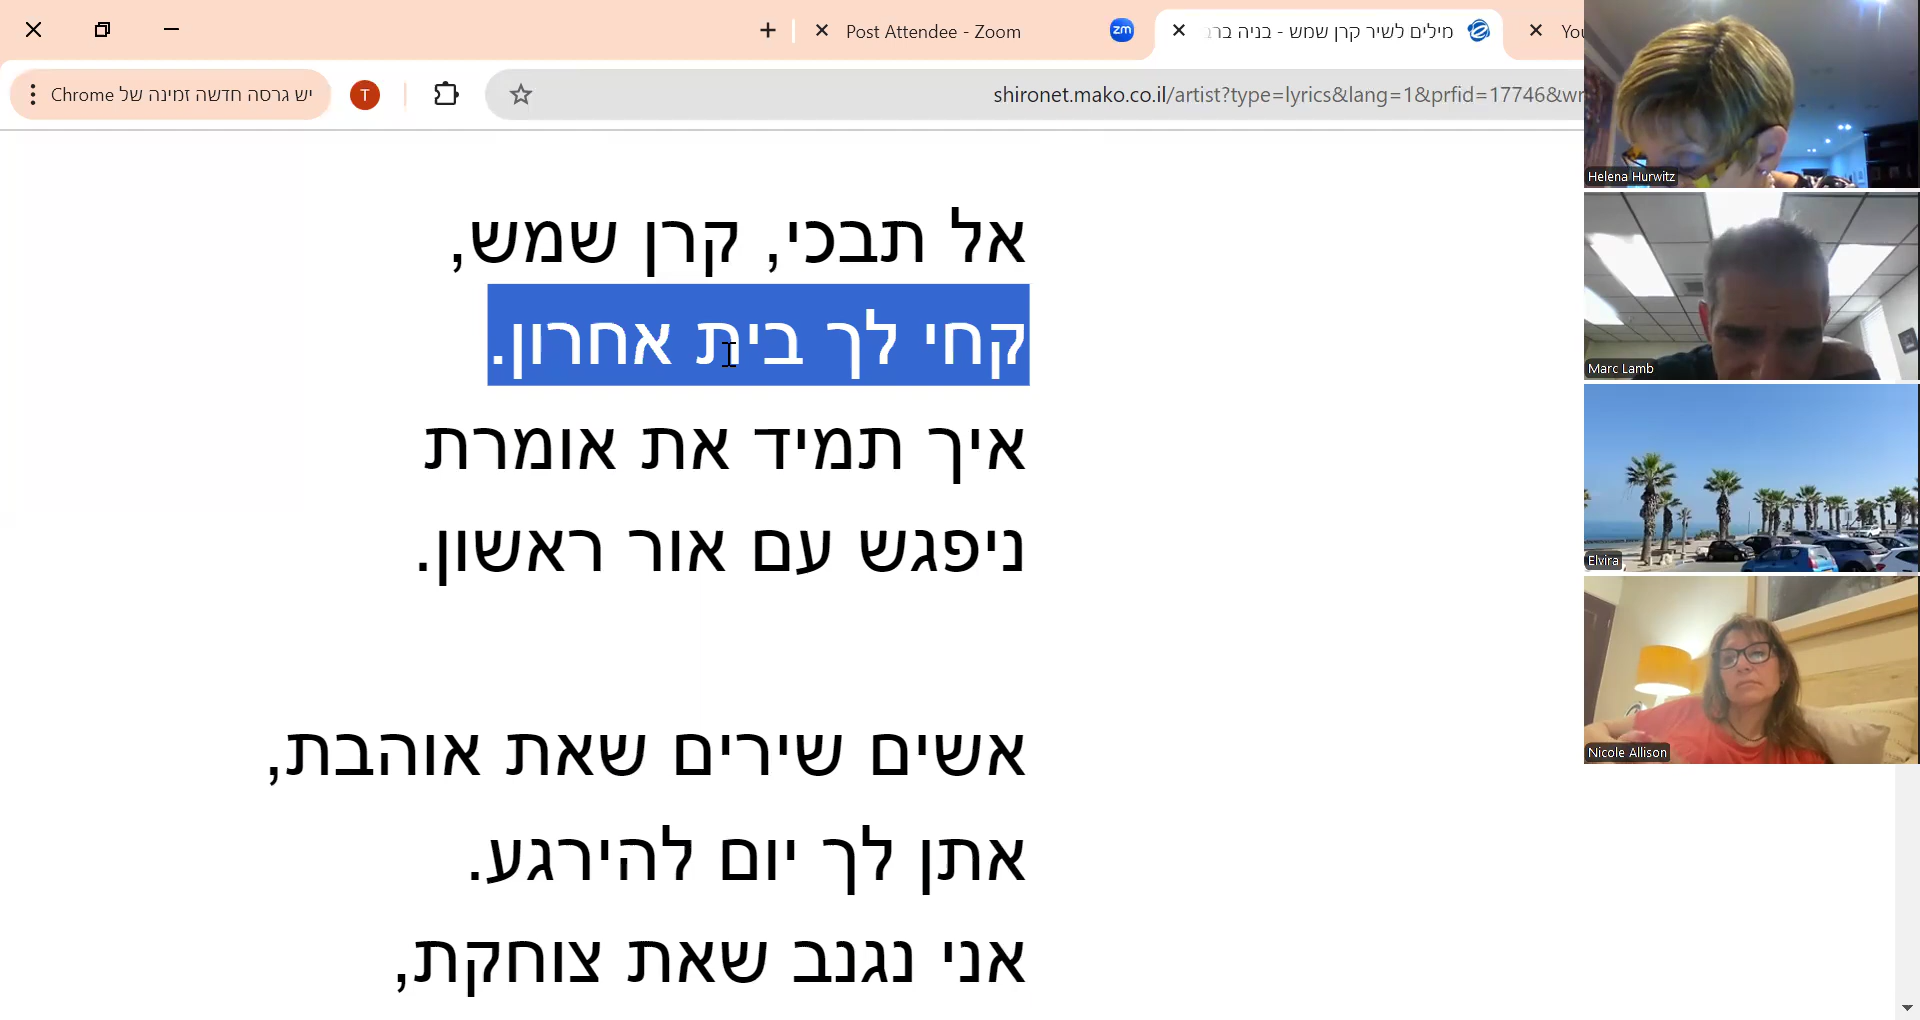 Post Attendee - Zoom
zm
מילים לשיר קרן שמש - בניה ברב
You
יש גרסה חדשה זמינה של Chrome
T
shironet.mako.co.il/artist?type=lyrics&lang=1&prfid=17746&wr
אל תבכי, קרן שמש,
קחי לך בית אחרון.
איך תמיד את אומרת
ניפגש עם אור ראשון.
אשים שירים שאת אוהבת,
אתן לך יום להירגע.
אני נגנב שאת צוחקת,
Helena Hurwitz
Marc Lamb
Elvira
Nicole Allison